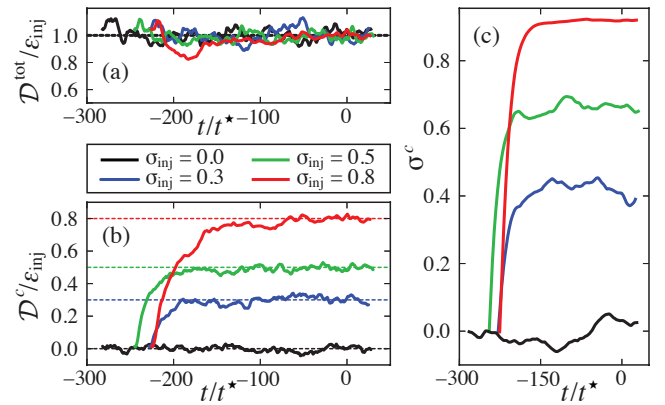 𝒟^tot/ε_inj
1.2
1.0
0.8
0.6
(a)
−300
−200
−100
0
t/t★
σ_inj = 0.0
σ_inj = 0.5
σ_inj = 0.3
σ_inj = 0.8
𝒟^c/ε_inj
0.8
0.6
0.4
0.2
0.0
(b)
−300
−200
−100
0
t/t★
σ^c
(c)
0.8
0.6
0.4
0.2
0.0
−300
−150
0
t/t★